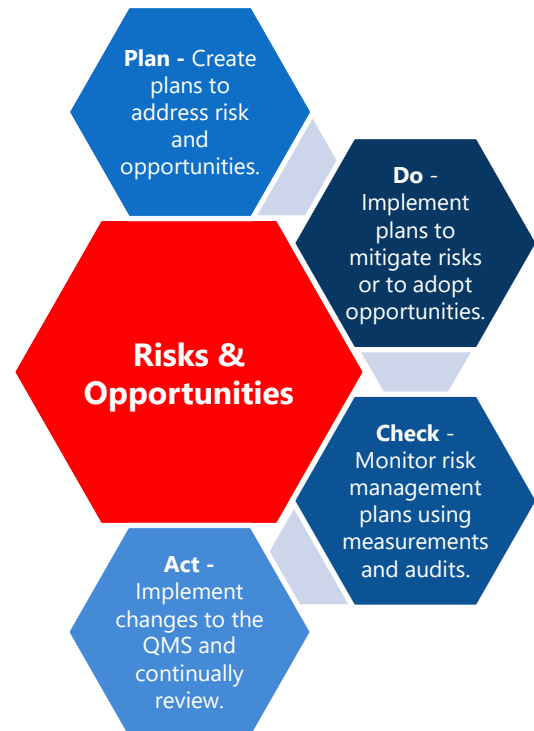 Plan - Create
plans to
address risk
and
opportunities.
Do -
Implement
plans to
mitigate risks
or to adopt
opportunities.
Risks &
Opportunities
Check -
Monitor risk
management
plans using
measurements
and audits.
Act -
Implement
changes to the
QMS and
continually
review.